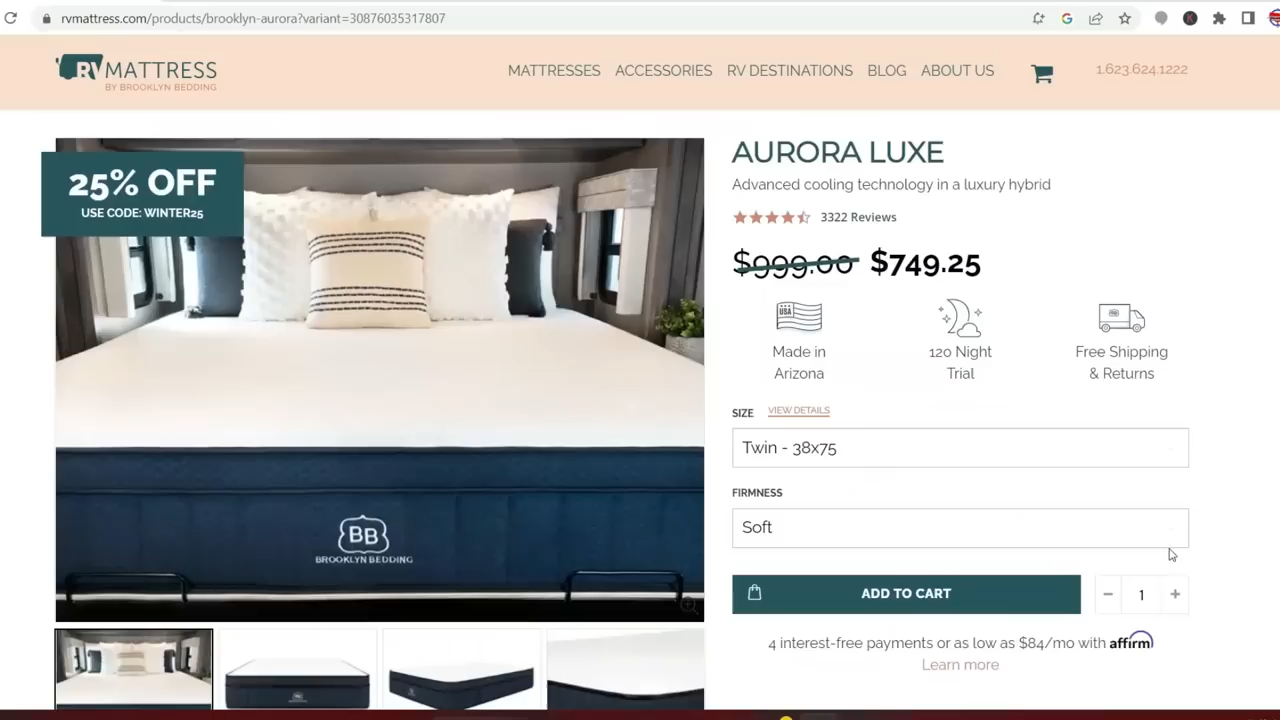 rvmattress.com/products/brooklyn-aurora?variant=30876035317807
RV MATTRESS
BY BROOKLYN BEDDING
MATTRESSES
ACCESSORIES
RV DESTINATIONS
BLOG
ABOUT US
1.623.624.1222
25% OFF
USE CODE: WINTER25
BB
BROOKLYN BEDDING
AURORA LUXE
Advanced cooling technology in a luxury hybrid
3322 Reviews
$999.00 $749.25
USA
Made in
Arizona
120 Night
Trial
Free Shipping
& Returns
SIZE VIEW DETAILS
Twin - 38x75
FIRMNESS
Soft
ADD TO CART
− 1 +
4 interest-free payments or as low as $84/mo with affirm
Learn more